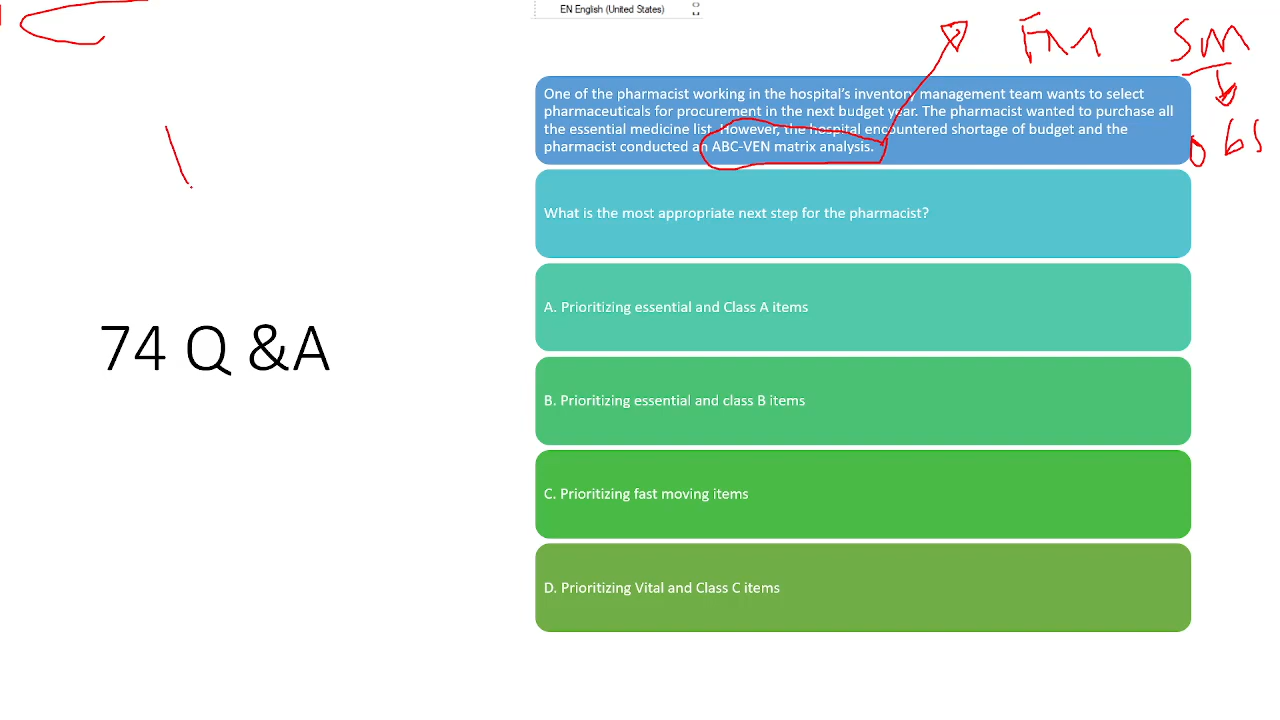 EN English (United States)
FM SM
One of the pharmacist working in the hospital's inventory management team wants to select
pharmaceuticals for procurement in the next budget year. The pharmacist wanted to purchase all
the essential medicine list. However, the hospital encountered shortage of budget and the
pharmacist conducted an ABC-VEN matrix analysis.
What is the most appropriate next step for the pharmacist?
A. Prioritizing essential and Class A items
74 Q &A
B. Prioritizing essential and class B items
C. Prioritizing fast moving items
D. Prioritizing Vital and Class C items